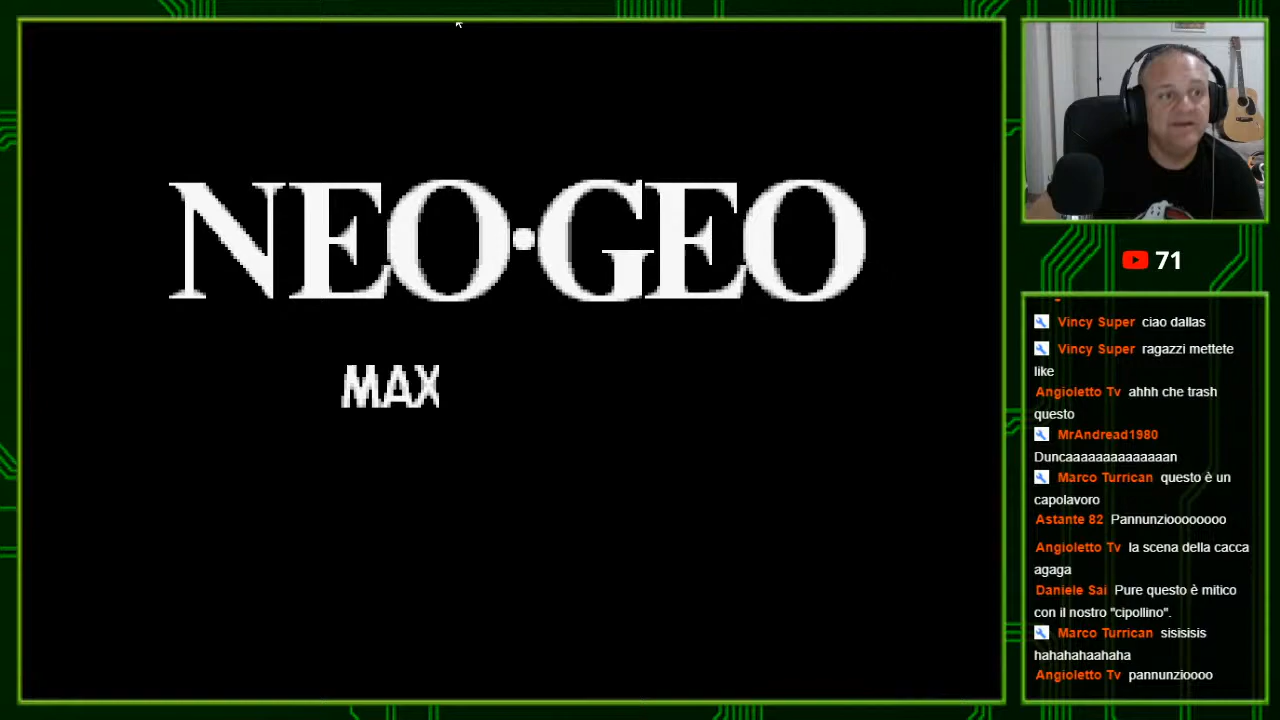 NEO•GEO
MAX
71
Vincy Super ciao dallas
Vincy Super ragazzi mettete
like
Angioletto Tv ahhh che trash
questo
MrAndread1980
Duncaaaaaaaaaaaaaan
Marco Turrican questo è un
capolavoro
Astante 82 Pannunzioooooooo
Angioletto Tv la scena della cacca
agaga
Daniele Sai Pure questo è mitico
con il nostro "cipollino".
Marco Turrican sisisisis
hahahahaahaha
Angioletto Tv pannunzioooo